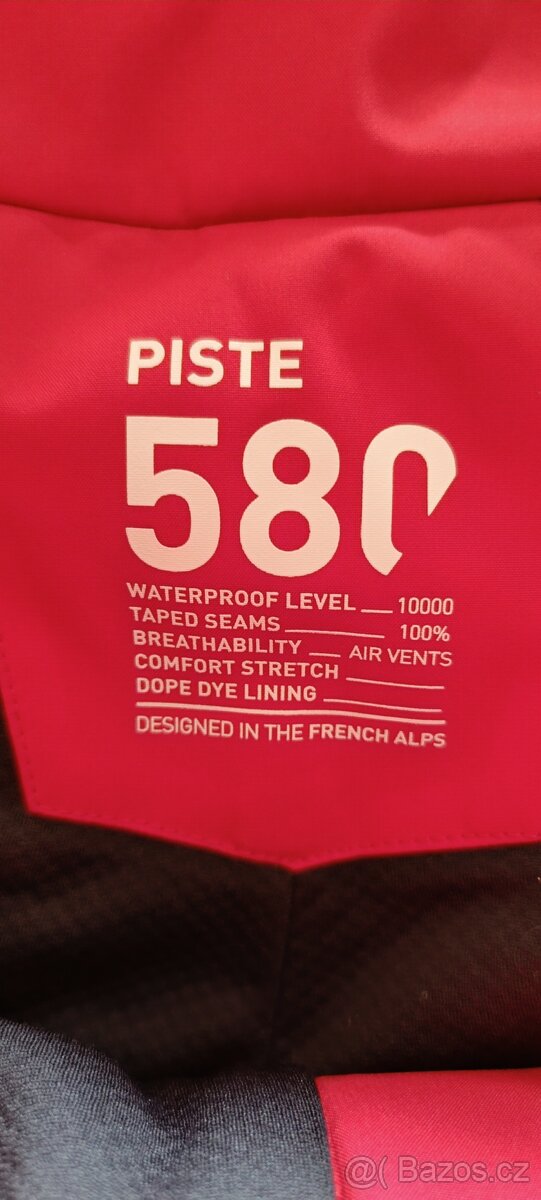 PISTE
580
WATERPROOF LEVEL 10000
TAPED SEAMS 100%
BREATHABILITY AIR VENTS
COMFORT STRETCH
DOPE DYE LINING
DESIGNED IN THE FRENCH ALPS
Bazos.cz